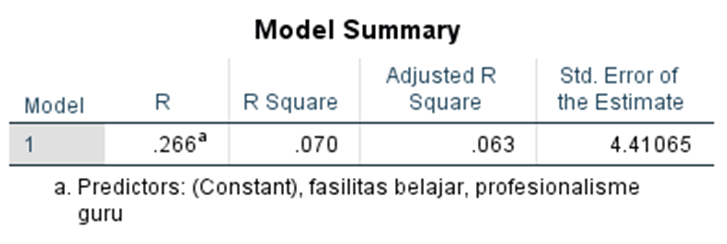 Model Summary
Model R R Square Adjusted R Square Std. Error of the Estimate
1 .266a .070 .063 4.41065
a. Predictors: (Constant), fasilitas belajar, profesionalisme
guru